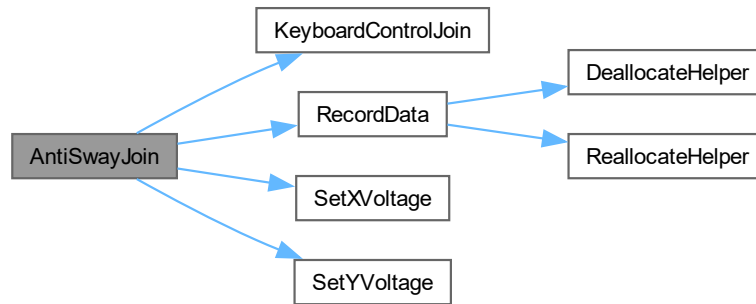 KeyboardControlJoin
DeallocateHelper
RecordData
AntiSwayJoin
ReallocateHelper
SetXVoltage
SetYVoltage